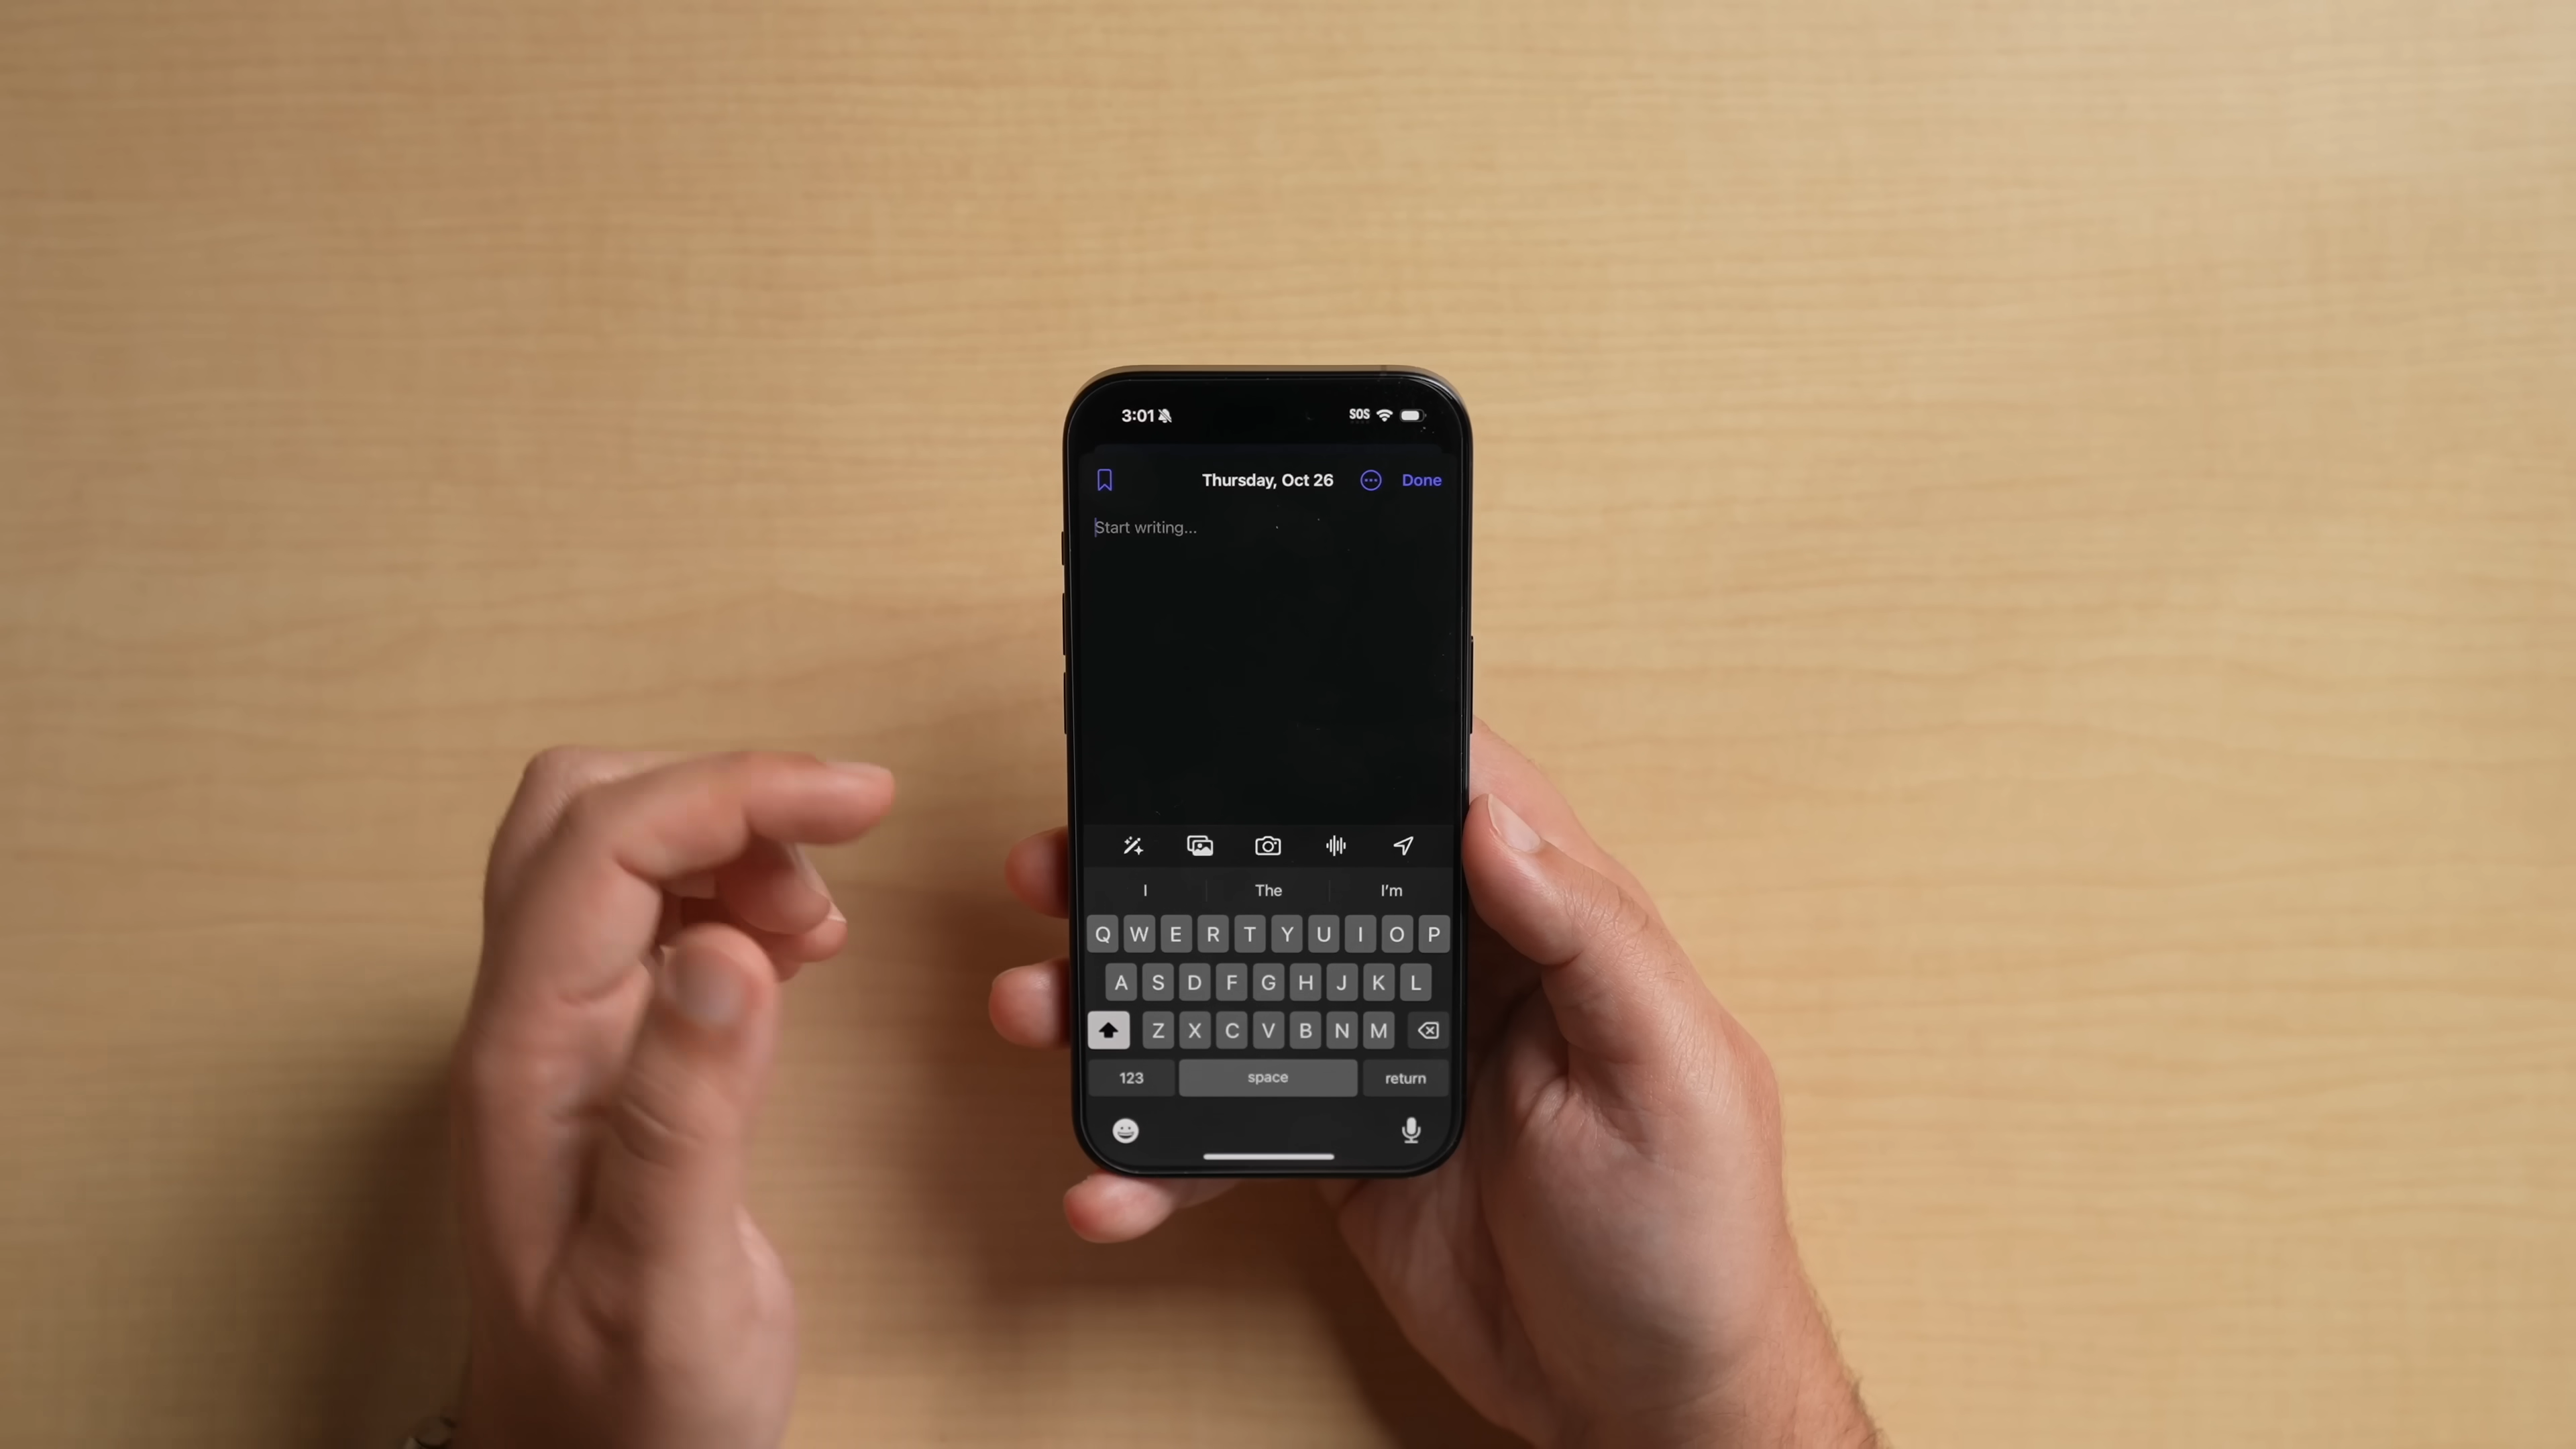 3:01 SOS
Thursday, Oct 26 Done
Start writing...
I The I'm
Q W E R T Y U I O P
A S D F G H J K L
Z X C V B N M
123 space return